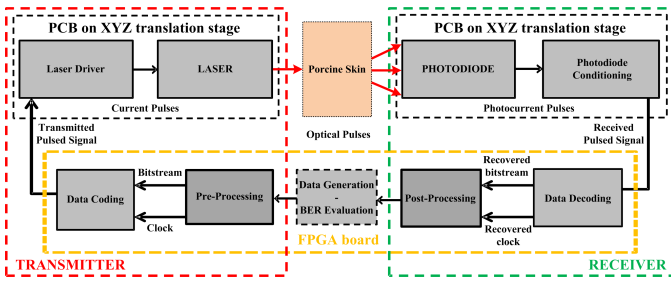 PCB on XYZ translation stage
Laser Driver
LASER
Current Pulses
Porcine Skin
Optical Pulses
PCB on XYZ translation stage
PHOTODIODE
Photodiode
Conditioning
Photocurrent Pulses
Transmitted
Pulsed Signal
Received
Pulsed Signal
Data Coding
Bitstream
Clock
Pre-Processing
Data Generation
-
BER Evaluation
Post-Processing
Recovered
bitstream
Recovered
clock
Data Decoding
FPGA board
TRANSMITTER
RECEIVER